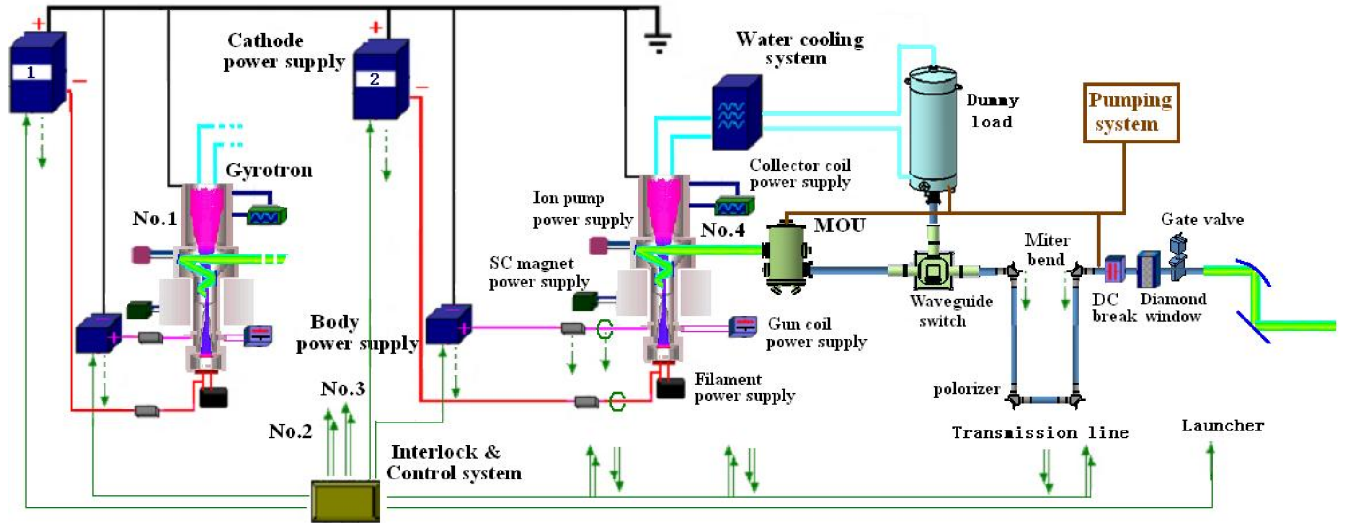 +
+
Cathode
power supply
Water cooling
system
1
2
−
−
Dunmy
load
Pumping
system
Gyrotron
Collector coil
power supply
Ion pump
power supply
No.1
No.4
MOU
Gate valve
Miter
bend
SC magnet
power supply
Waveguide
switch
DC
break
Diamond
window
Body
power supply
Gun coil
power supply
Filament
power supply
polorizer
No.3
No.2
Transmission line
Launcher
Interlock &
Control system